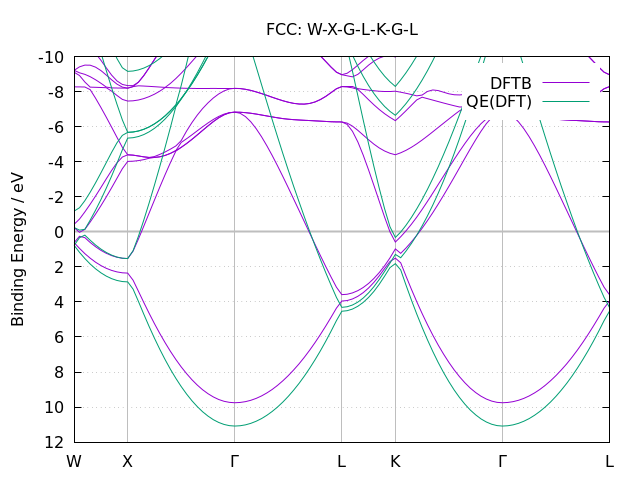 FCC: W-X-G-L-K-G-L
-10
-8
-6
-4
-2
0
2
4
6
8
10
12
Binding Energy / eV
DFTB
QE(DFT)
W X Γ L K Γ L